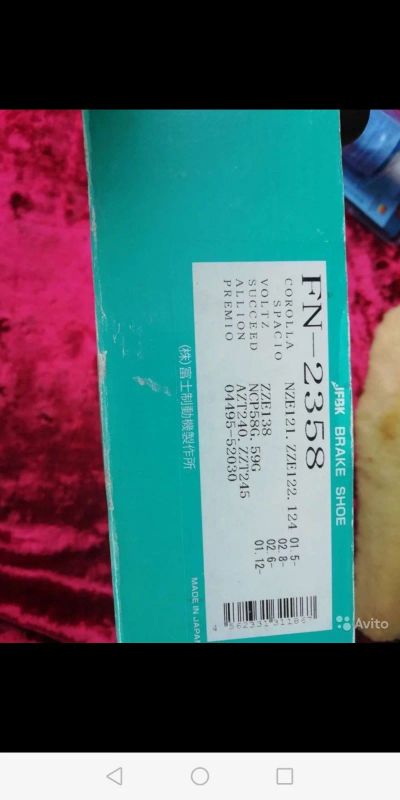 JFBK BRAKE SHOE
FN-2358
COROLLA NZE121. ZZE122. 124 01.5-
SPACIO
VOLTZ ZZE138 02.8-
SUCCEED NCP58G. 59G 02.6-
ALLION AZT240. ZZT245 01.12-
PREMIO 04495-52030
(株)富士制動機製作所
MADE IN JAPAN
Avito